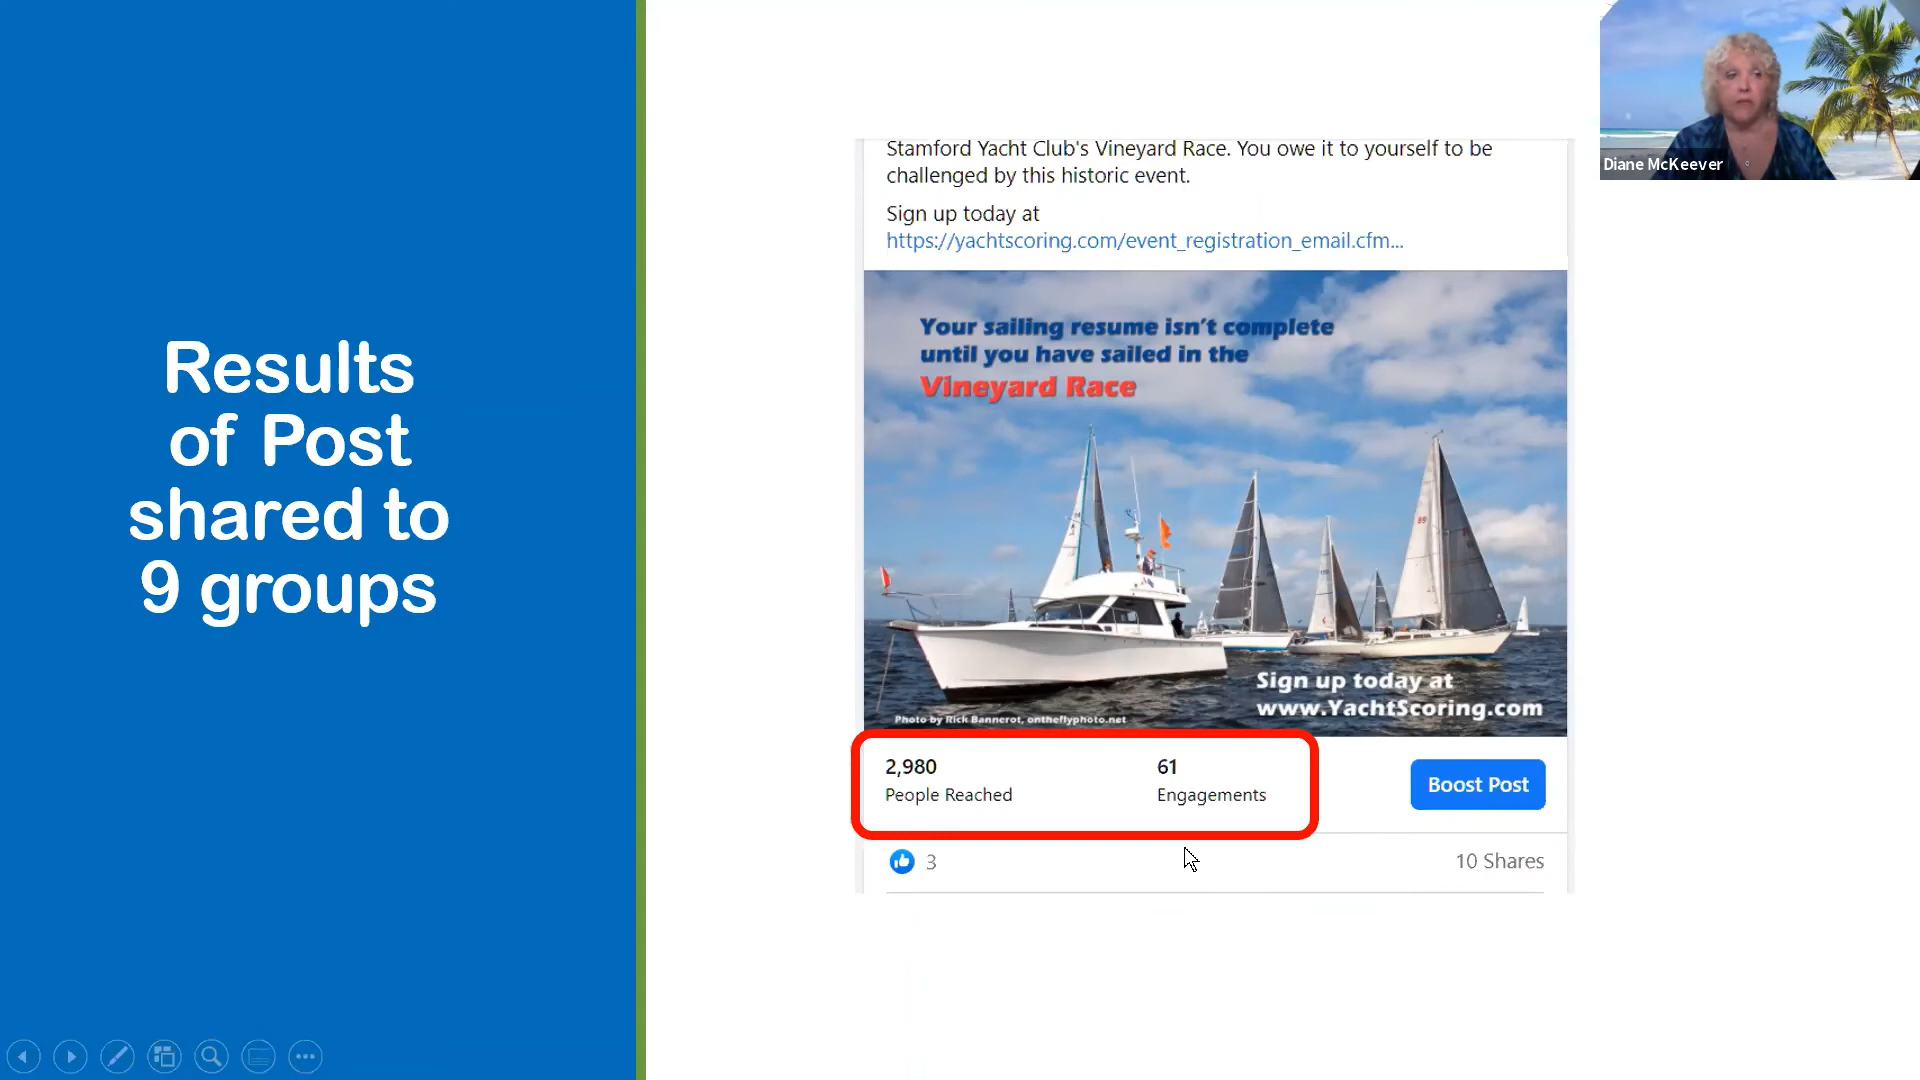 Results
of Post
shared to
9 groups
Stamford Yacht Club's Vineyard Race. You owe it to yourself to be
challenged by this historic event.
Sign up today at
https://yachtscoring.com/event_registration_email.cfm...
Your sailing resume isn't complete
until you have sailed in the
Vineyard Race
89
Sign up today at
www.YachtScoring.com
Photo by Rick Bannerot, ontheflyphoto.net
2,980
People Reached
61
Engagements
Boost Post
3
10 Shares
Diane McKeever